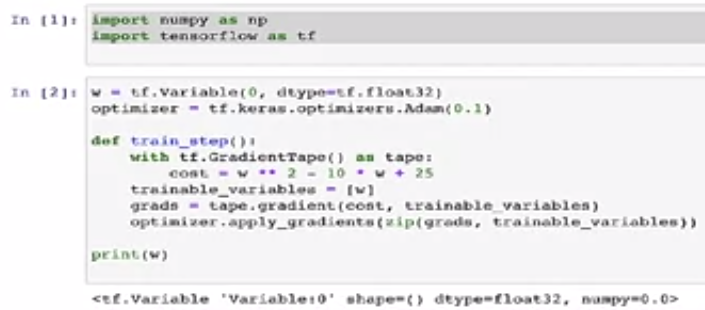 In [1]: import numpy as np
import tensorflow as tf
In [2]: w = tf.Variable(0, dtype=tf.float32)
optimizer = tf.keras.optimizers.Adam(0.1)
def train_step():
with tf.GradientTape() as tape:
cost = w ** 2 - 10 * w + 25
trainable_variables = [w]
grads = tape.gradient(cost, trainable_variables)
optimizer.apply_gradients(zip(grads, trainable_variables))
print(w)
<tf.Variable 'Variable:0' shape=() dtype=float32, numpy=0.0>